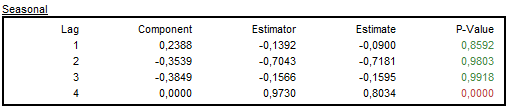 Seasonal
Lag Component Estimator Estimate P-Value
1 0,2388 -0,1392 -0,0900 0,8592
2 -0,3539 -0,7043 -0,7181 0,9803
3 -0,3849 -0,1566 -0,1595 0,9918
4 0,0000 0,9730 0,8034 0,0000